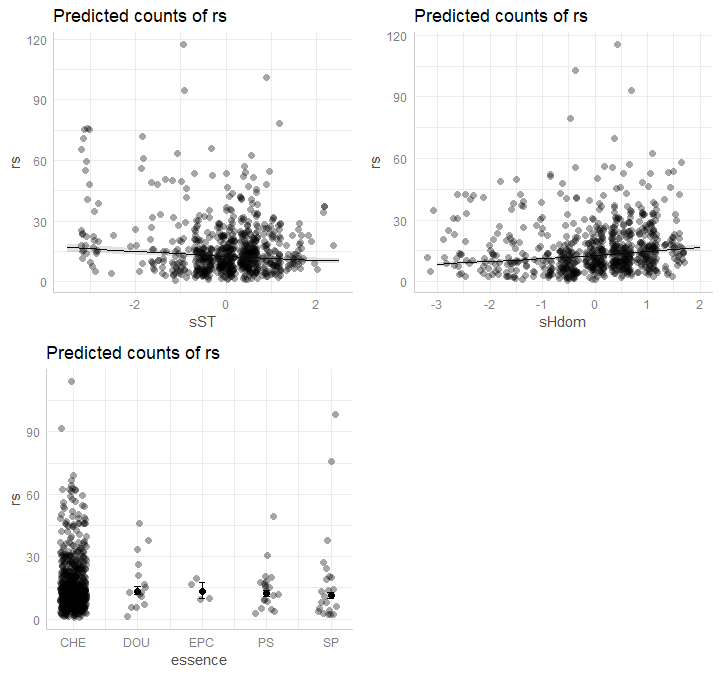 Predicted counts of rs
120
90
60
30
0
rs
-2
0
2
sST
Predicted counts of rs
120
90
60
30
0
rs
-3
-2
-1
0
1
2
sHdom
Predicted counts of rs
90
60
30
0
rs
CHE
DOU
EPC
PS
SP
essence